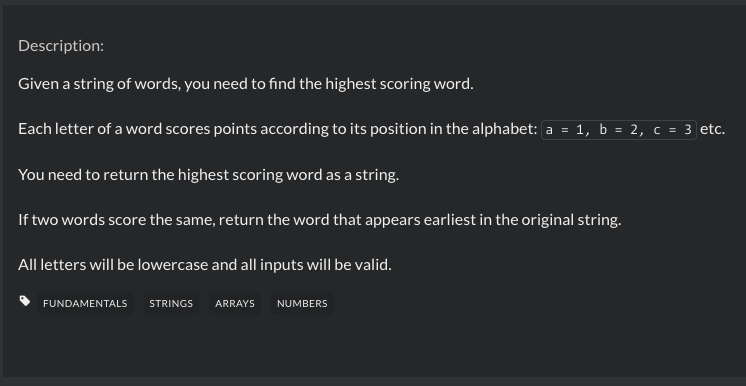 Description:
Given a string of words, you need to find the highest scoring word.
Each letter of a word scores points according to its position in the alphabet: a = 1, b = 2, c = 3 etc.
You need to return the highest scoring word as a string.
If two words score the same, return the word that appears earliest in the original string.
All letters will be lowercase and all inputs will be valid.
FUNDAMENTALS STRINGS ARRAYS NUMBERS